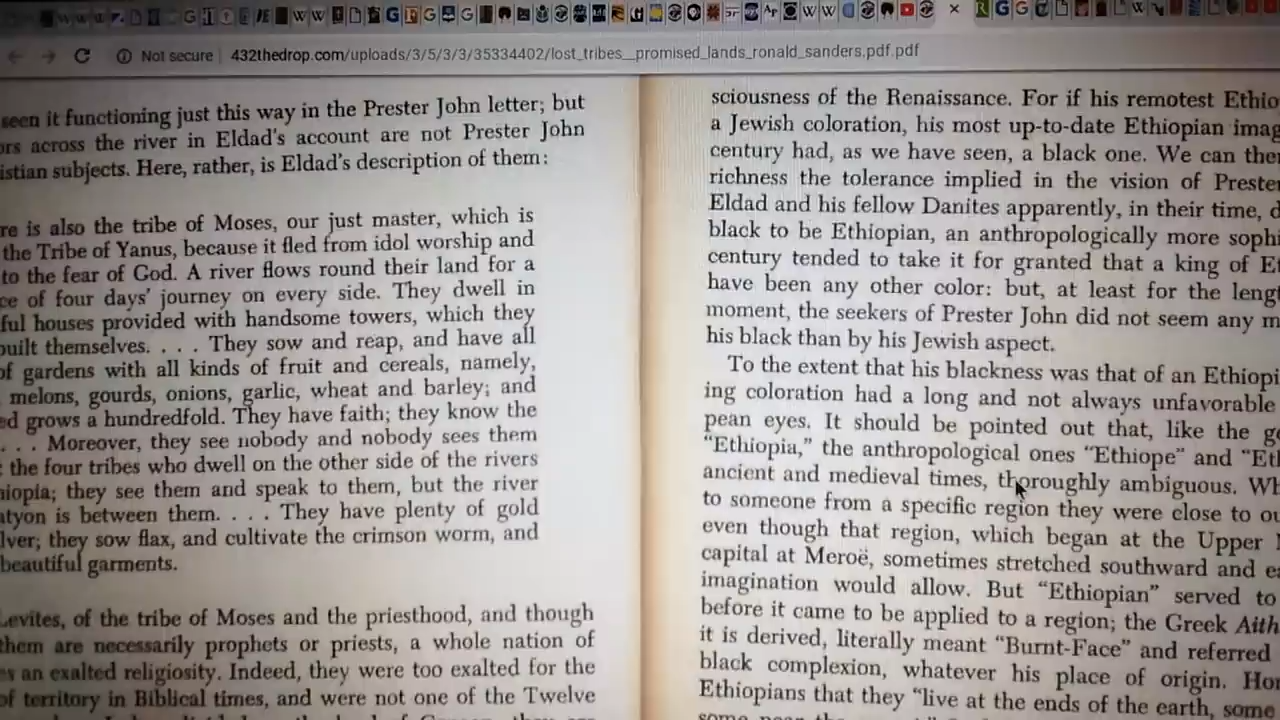 Not secure 432thedrop.com/uploads/3/5/3/3/35334402/lost_tribes__promised_lands_ronald_sanders.pdf.pdf
seen it functioning just this way in the Prester John letter; but
across the river in Eldad's account are not Prester John
subjects. Here, rather, is Eldad's description of them:
is also the tribe of Moses, our just master, which is
the Tribe of Yanus, because it fled from idol worship and
to the fear of God. A river flows round their land for a
of four days' journey on every side. They dwell in
houses provided with handsome towers, which they
built themselves. . . . They sow and reap, and have all
of gardens with all kinds of fruit and cereals, namely,
melons, gourds, onions, garlic, wheat and barley; and
grows a hundredfold. They have faith; they know the
. . . Moreover, they see nobody and nobody sees them
the four tribes who dwell on the other side of the rivers
they see them and speak to them, but the river
is between them. . . . They have plenty of gold
they sow flax, and cultivate the crimson worm, and
beautiful garments.
Levites, of the tribe of Moses and the priesthood, and though
them are necessarily prophets or priests, a whole nation of
an exalted religiosity. Indeed, they were too exalted for the
of territory in Biblical times, and were not one of the Twelve
sciousness of the Renaissance. For if his remotest Ethio
a Jewish coloration, his most up-to-date Ethiopian imag
century had, as we have seen, a black one. We can the
richness the tolerance implied in the vision of Preste
Eldad and his fellow Danites apparently, in their time, d
black to be Ethiopian, an anthropologically more sophi
century tended to take it for granted that a king of Et
have been any other color: but, at least for the lengt
moment, the seekers of Prester John did not seem any m
his black than by his Jewish aspect.
To the extent that his blackness was that of an Ethiopi
ing coloration had a long and not always unfavorable
pean eyes. It should be pointed out that, like the ge
"Ethiopia," the anthropological ones "Ethiope" and "Et
ancient and medieval times, thoroughly ambiguous. Wh
to someone from a specific region they were close to ou
even though that region, which began at the Upper
capital at Meroë, sometimes stretched southward and ea
imagination would allow. But "Ethiopian" served to
before it came to be applied to a region; the Greek Aith
it is derived, literally meant "Burnt-Face" and referred
black complexion, whatever his place of origin. Ho
Ethiopians that they "live at the ends of the earth, some